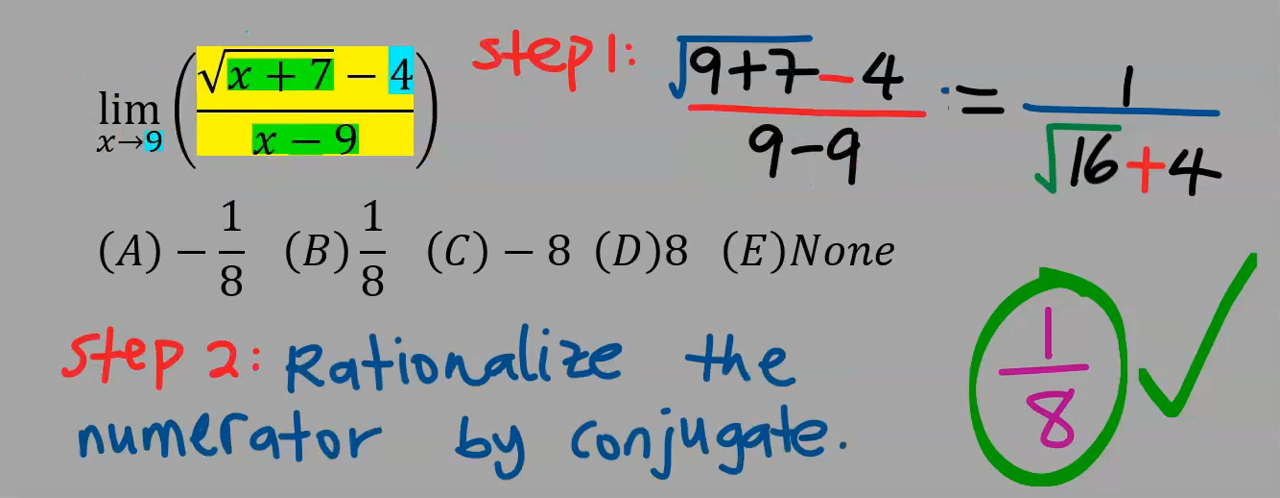 lim x→9 ( (√(x + 7) − 4) / (x − 9) )
step 1: (√(9+7) - 4) / (9-9) := 1 / (√16 + 4)
(A) − 1/8 (B) 1/8 (C) − 8 (D)8 (E)None
step 2: Rationalize the
numerator by conjugate.
1/8 ✓